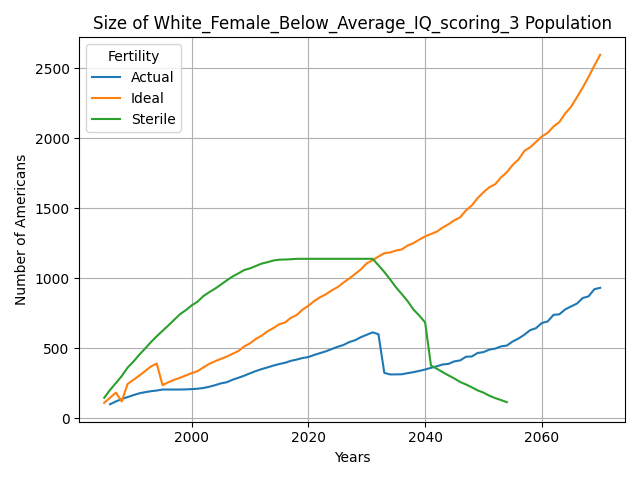 Size of White_Female_Below_Average_IQ_scoring_3 Population
Fertility
Actual
Ideal
Sterile
Number of Americans
2500
2000
1500
1000
500
0
2000 2020 2040 2060
Years